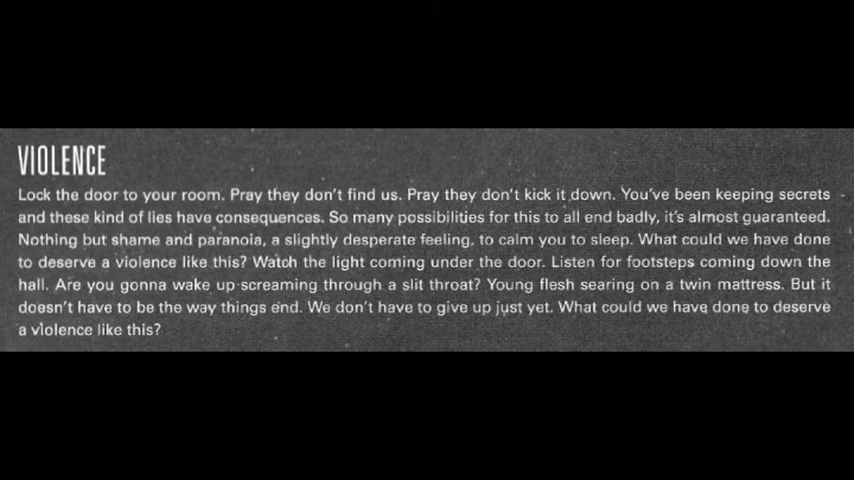 VIOLENCE
Lock the door to your room. Pray they don't find us. Pray they don't kick it down. You've been keeping secrets
and these kind of lies have consequences. So many possibilities for this to all end badly, it's almost guaranteed.
Nothing but shame and paranoia, a slightly desperate feeling, to calm you to sleep. What could we have done
to deserve a violence like this? Watch the light coming under the door. Listen for footsteps coming down the
hall. Are you gonna wake up screaming through a slit throat? Young flesh searing on a twin mattress. But it
doesn't have to be the way things end. We don't have to give up just yet. What could we have done to deserve
a violence like this?